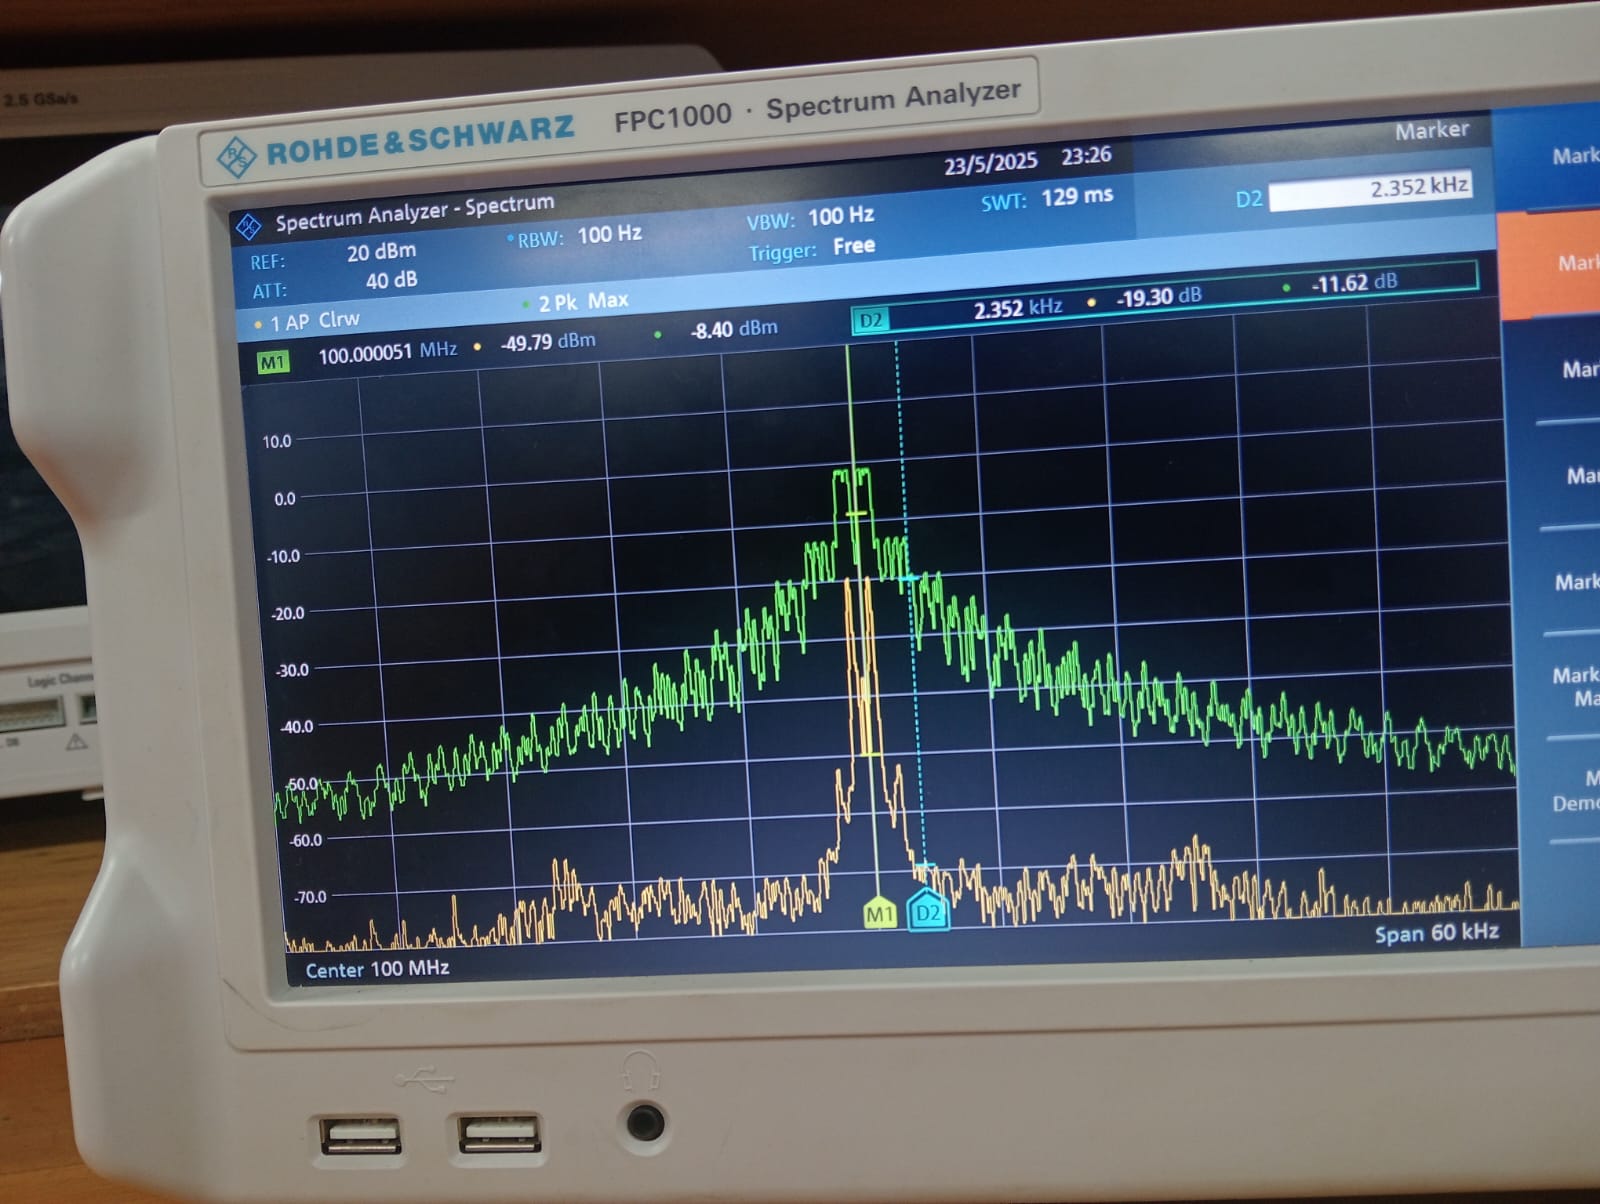 2.5 GSa/s
ROHDE & SCHWARZ FPC1000 · Spectrum Analyzer
23/5/2025 23:26 Marker
Spectrum Analyzer - Spectrum
REF: 20 dBm RBW: 100 Hz VBW: 100 Hz SWT: 129 ms D2 2.352 kHz
ATT: 40 dB Trigger: Free
1 AP Clrw 2 Pk Max
M1 100.000051 MHz -49.79 dBm -8.40 dBm D2 2.352 kHz -19.30 dB -11.62 dB
10.0
0.0
-10.0
-20.0
-30.0
-40.0
-50.0
-60.0
-70.0
M1 D2
Center 100 MHz Span 60 kHz
Mark
Mark
Mar
Mar
Mark
Mark
Ma
M
Demo
Logic Chann